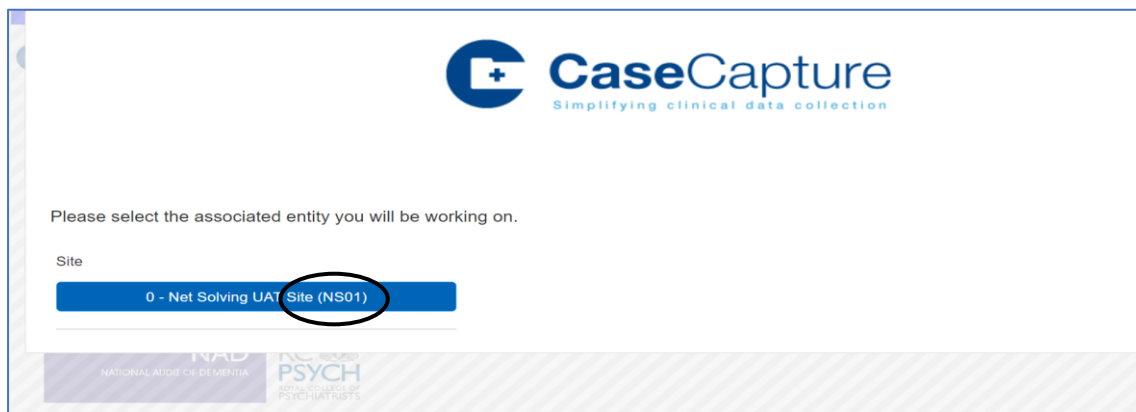 CaseCapture
Simplifying clinical data collection
Please select the associated entity you will be working on.
Site
0 - Net Solving UAT Site (NS01)
NAD
NATIONAL AUDIT OF DEMENTIA
PSYCH
ROYAL COLLEGE OF
PSYCHIATRISTS